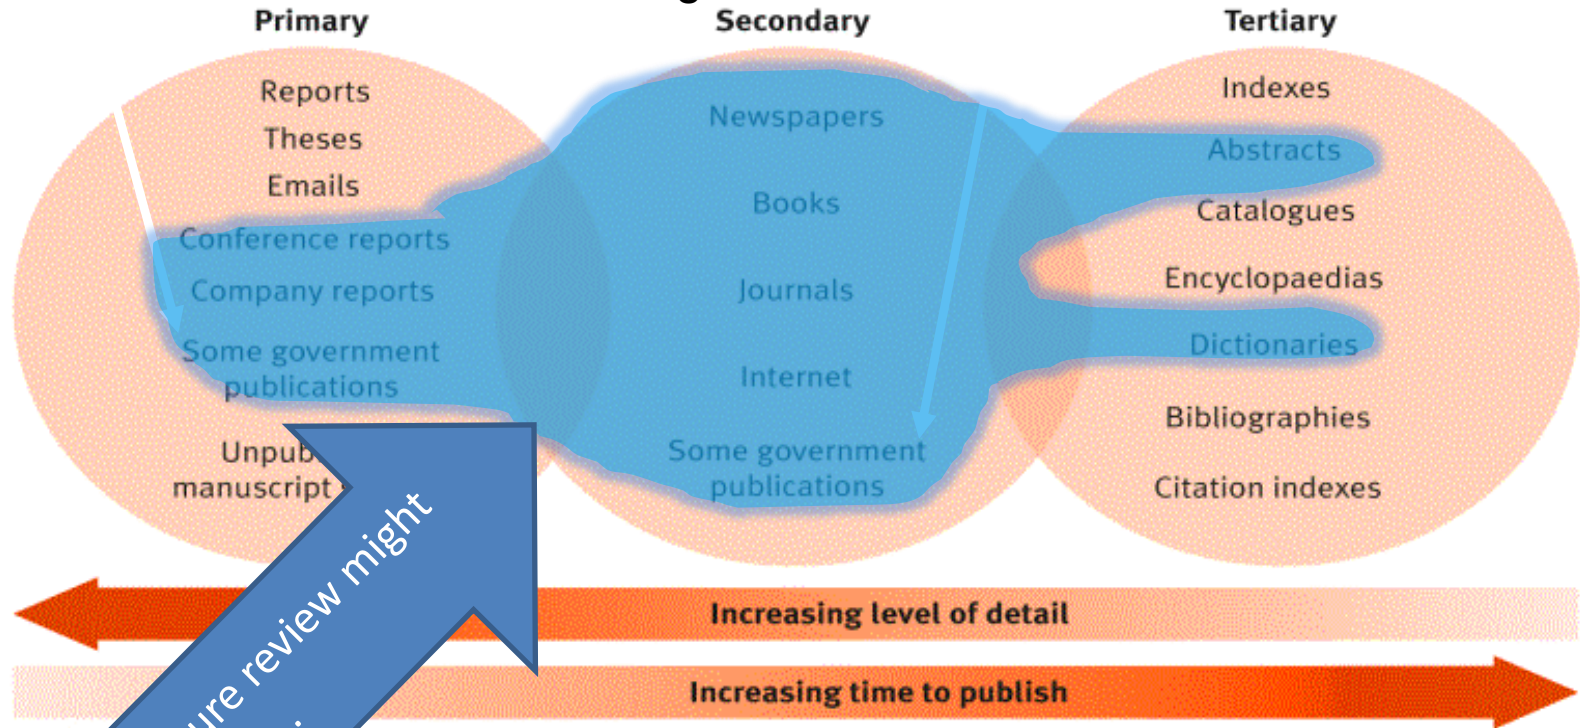 Primary
Reports
Theses
Emails
Conference reports
Company reports
Some government
publications
manuscript
Secondary
Newspapers
Books
Journals
Internet
Some government
publications
Tertiary
Indexes
Abstracts
Catalogues
Encyclopaedias
Dictionaries
Bibliographies
Citation indexes
review might
Increasing level of detail
Increasing time to publish